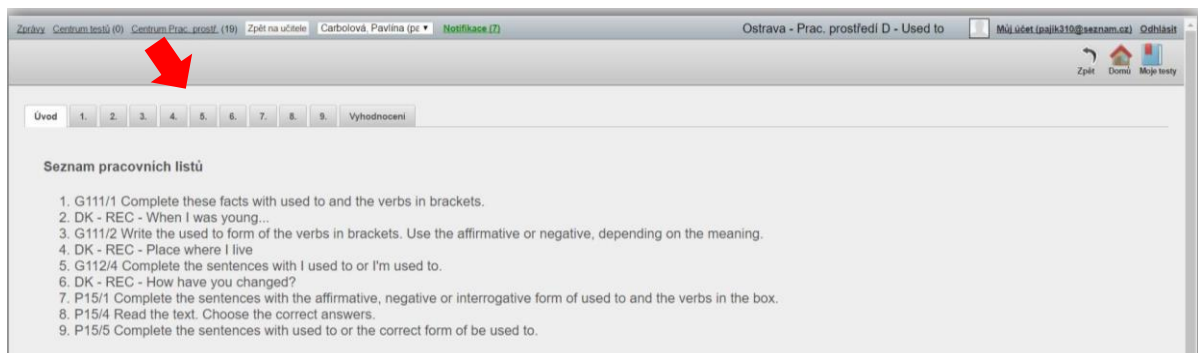 Zprávy Centrum testů (0) Centrum Prac. prostř. (19) Zpět na učitele Carbolová, Pavlína (pa Notifikace (7) Ostrava - Prac. prostředí D - Used to Můj účet (pajik310@seznam.cz) Odhlásit
Zpět Domů Moje testy
Úvod 1. 2. 3. 4. 5. 6. 7. 8. 9. Vyhodnocení
Seznam pracovních listů
1. G111/1 Complete these facts with used to and the verbs in brackets.
2. DK - REC - When I was young...
3. G111/2 Write the used to form of the verbs in brackets. Use the affirmative or negative, depending on the meaning.
4. DK - REC - Place where I live
5. G112/4 Complete the sentences with I used to or I'm used to.
6. DK - REC - How have you changed?
7. P15/1 Complete the sentences with the affirmative, negative or interrogative form of used to and the verbs in the box.
8. P15/4 Read the text. Choose the correct answers.
9. P15/5 Complete the sentences with used to or the correct form of be used to.